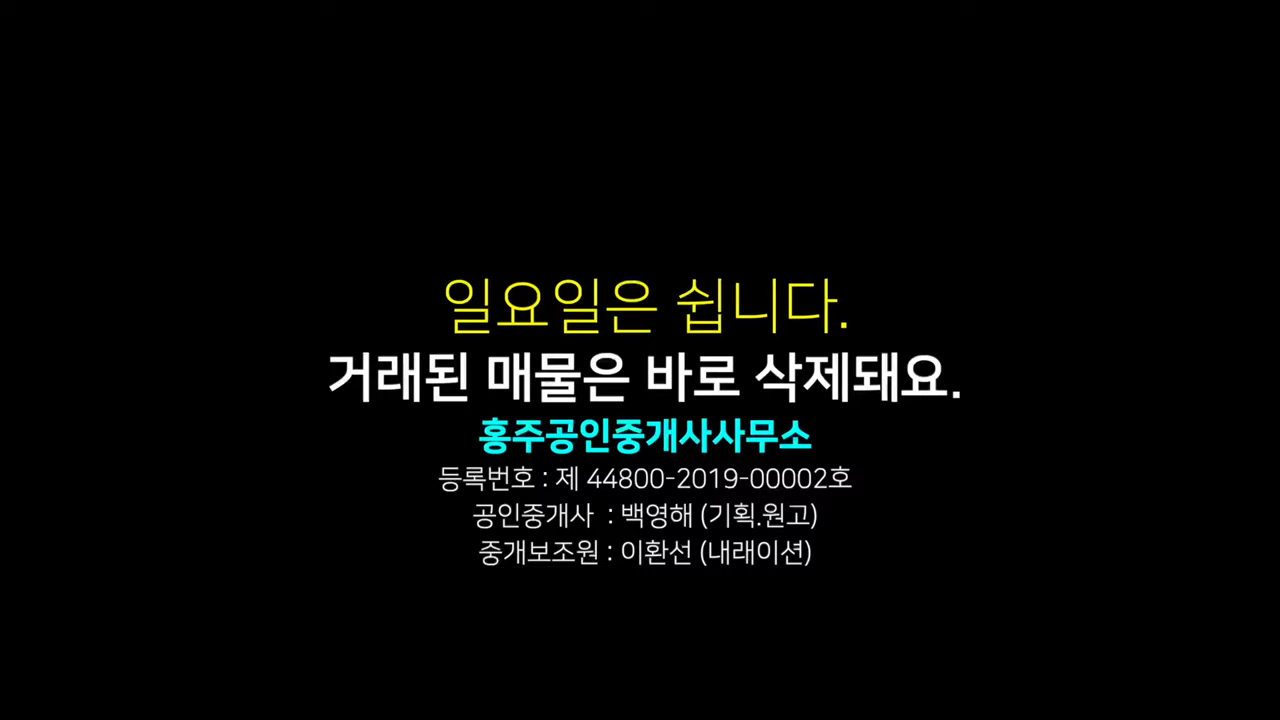 일요일은 쉽니다.
거래된 매물은 바로 삭제돼요.
홍주공인중개사사무소
등록번호 : 제 44800-2019-00002호
공인중개사 : 백영해 (기획.원고)
중개보조원 : 이환선 (내래이션)